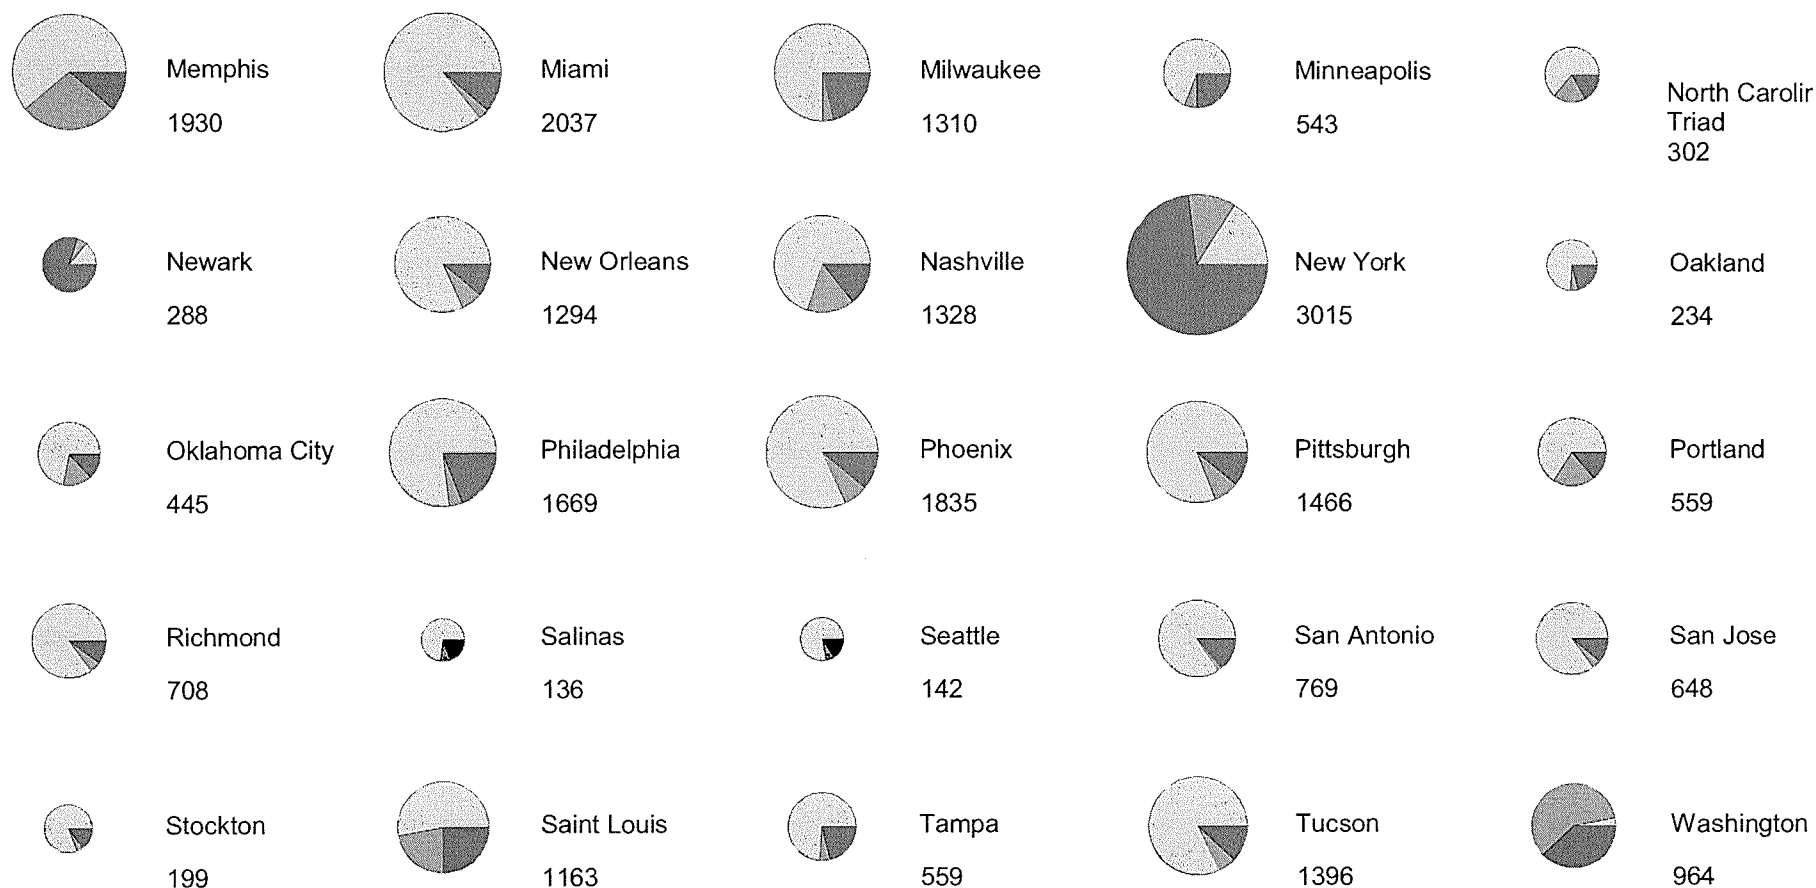 Memphis
1930
Miami
2037
Milwaukee
1310
Minneapolis
543
North Carolir
Triad
302
Newark
288
New Orleans
1294
Nashville
1328
New York
3015
Oakland
234
Oklahoma City
445
Philadelphia
1669
Phoenix
1835
Pittsburgh
1466
Portland
559
Richmond
708
Salinas
136
Seattle
142
San Antonio
769
San Jose
648
Stockton
199
Saint Louis
1163
Tampa
559
Tucson
1396
Washington
964